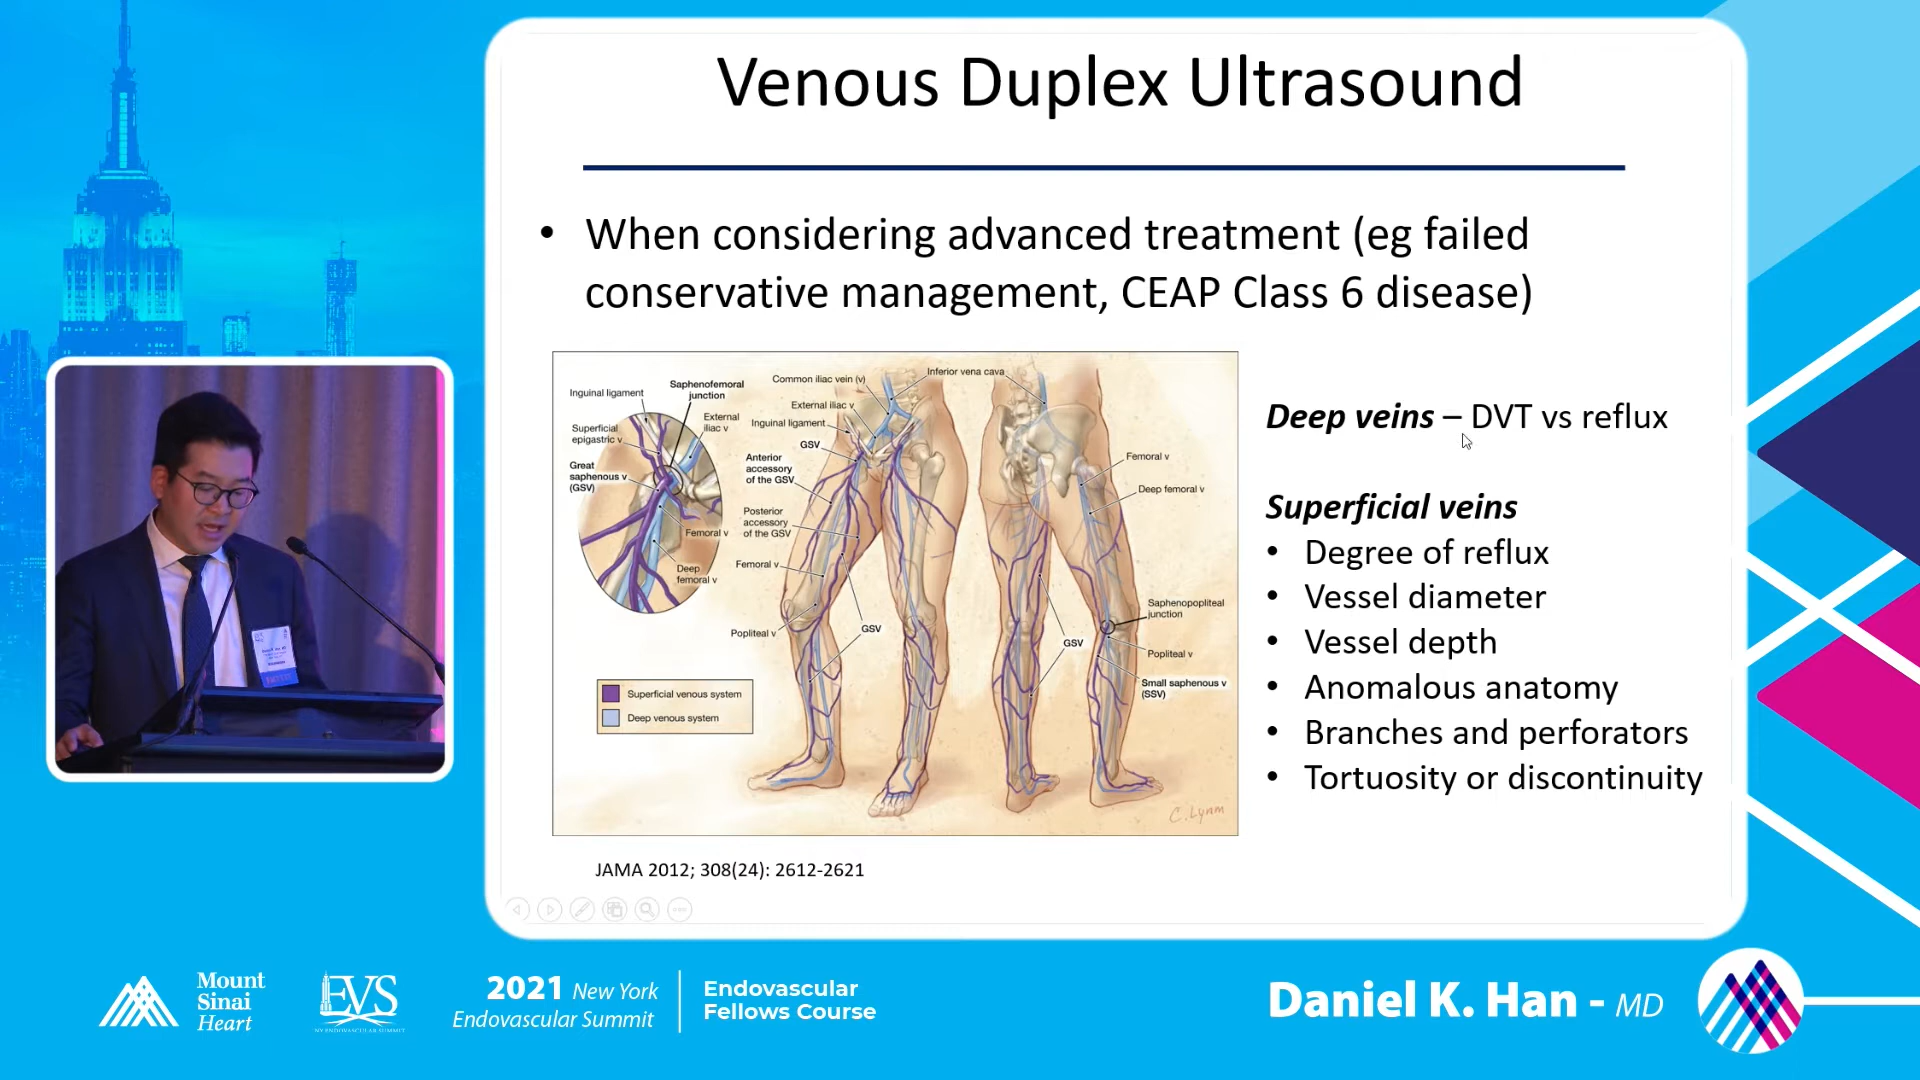 Venous Duplex Ultrasound
• When considering advanced treatment (eg failed
conservative management, CEAP Class 6 disease)
Inguinal ligament
Saphenofemoral
junction
External
iliac v
Superficial
epigastric v
Great
saphenous v
(GSV)
Femoral v
Deep
femoral v
Common iliac vein (v)
External iliac v
Inguinal ligament
GSV
Anterior
accessory
of the GSV
Posterior
accessory
of the GSV
Femoral v
Popliteal v
GSV
Inferior vena cava
Femoral v
Deep femoral v
Saphenopopliteal
junction
GSV
Popliteal v
Small saphenous v
(SSV)
Superficial venous system
Deep venous system
C. Lynm
JAMA 2012; 308(24): 2612-2621
Deep veins – DVT vs reflux
Superficial veins
• Degree of reflux
• Vessel diameter
• Vessel depth
• Anomalous anatomy
• Branches and perforators
• Tortuosity or discontinuity
Mount
Sinai
Heart
EVS
NY ENDOVASCULAR SUMMIT
2021 New York
Endovascular Summit
Endovascular
Fellows Course
Daniel K. Han - MD